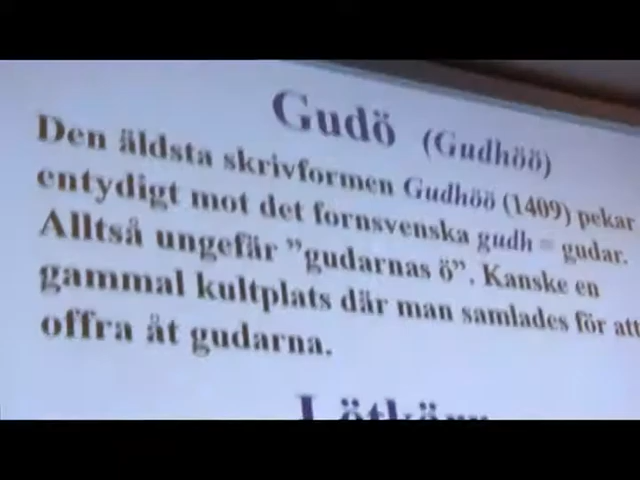 Gudö (Gudhöö)
Den äldsta skrivformen Gudhöö (1409) pekar
entydigt mot det fornsvenska gudh = gudar.
Alltså ungefär ”gudarnas ö”. Kanske en
gammal kultplats där man samlades för att
offra åt gudarna.